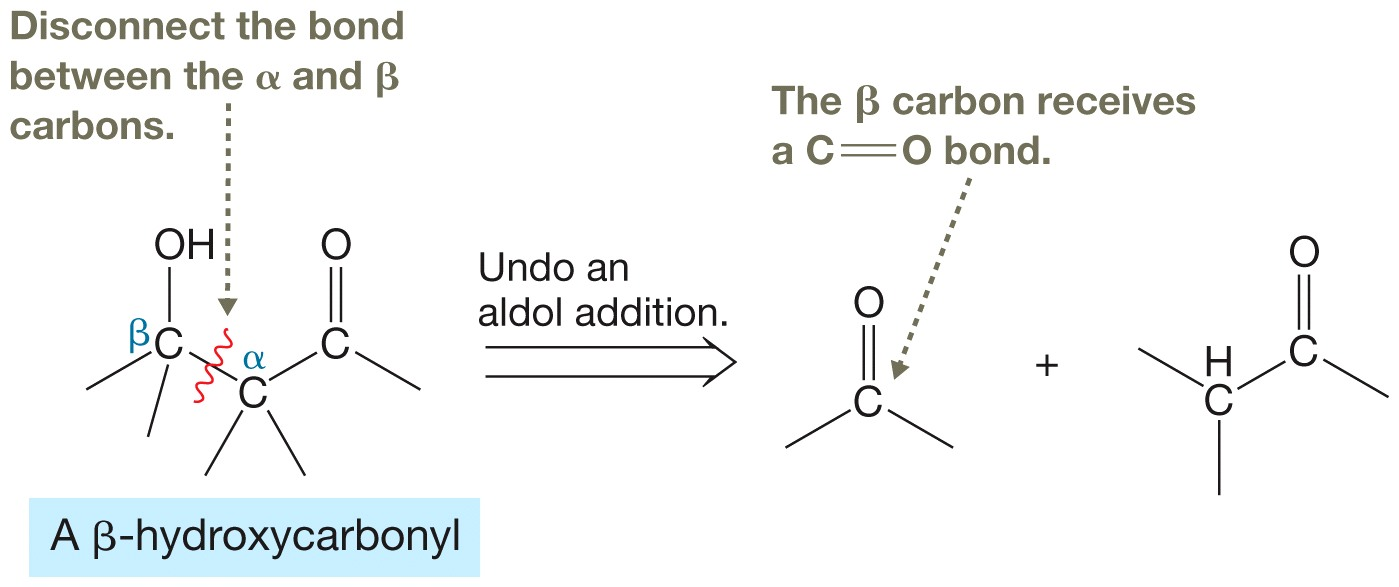 Disconnect the bond
between the α and β
carbons.
The β carbon receives
a C=O bond.
OH
O
β
C
α
C
C
Undo an
aldol addition.
O
C
+
O
H
C
C
A β-hydroxycarbonyl